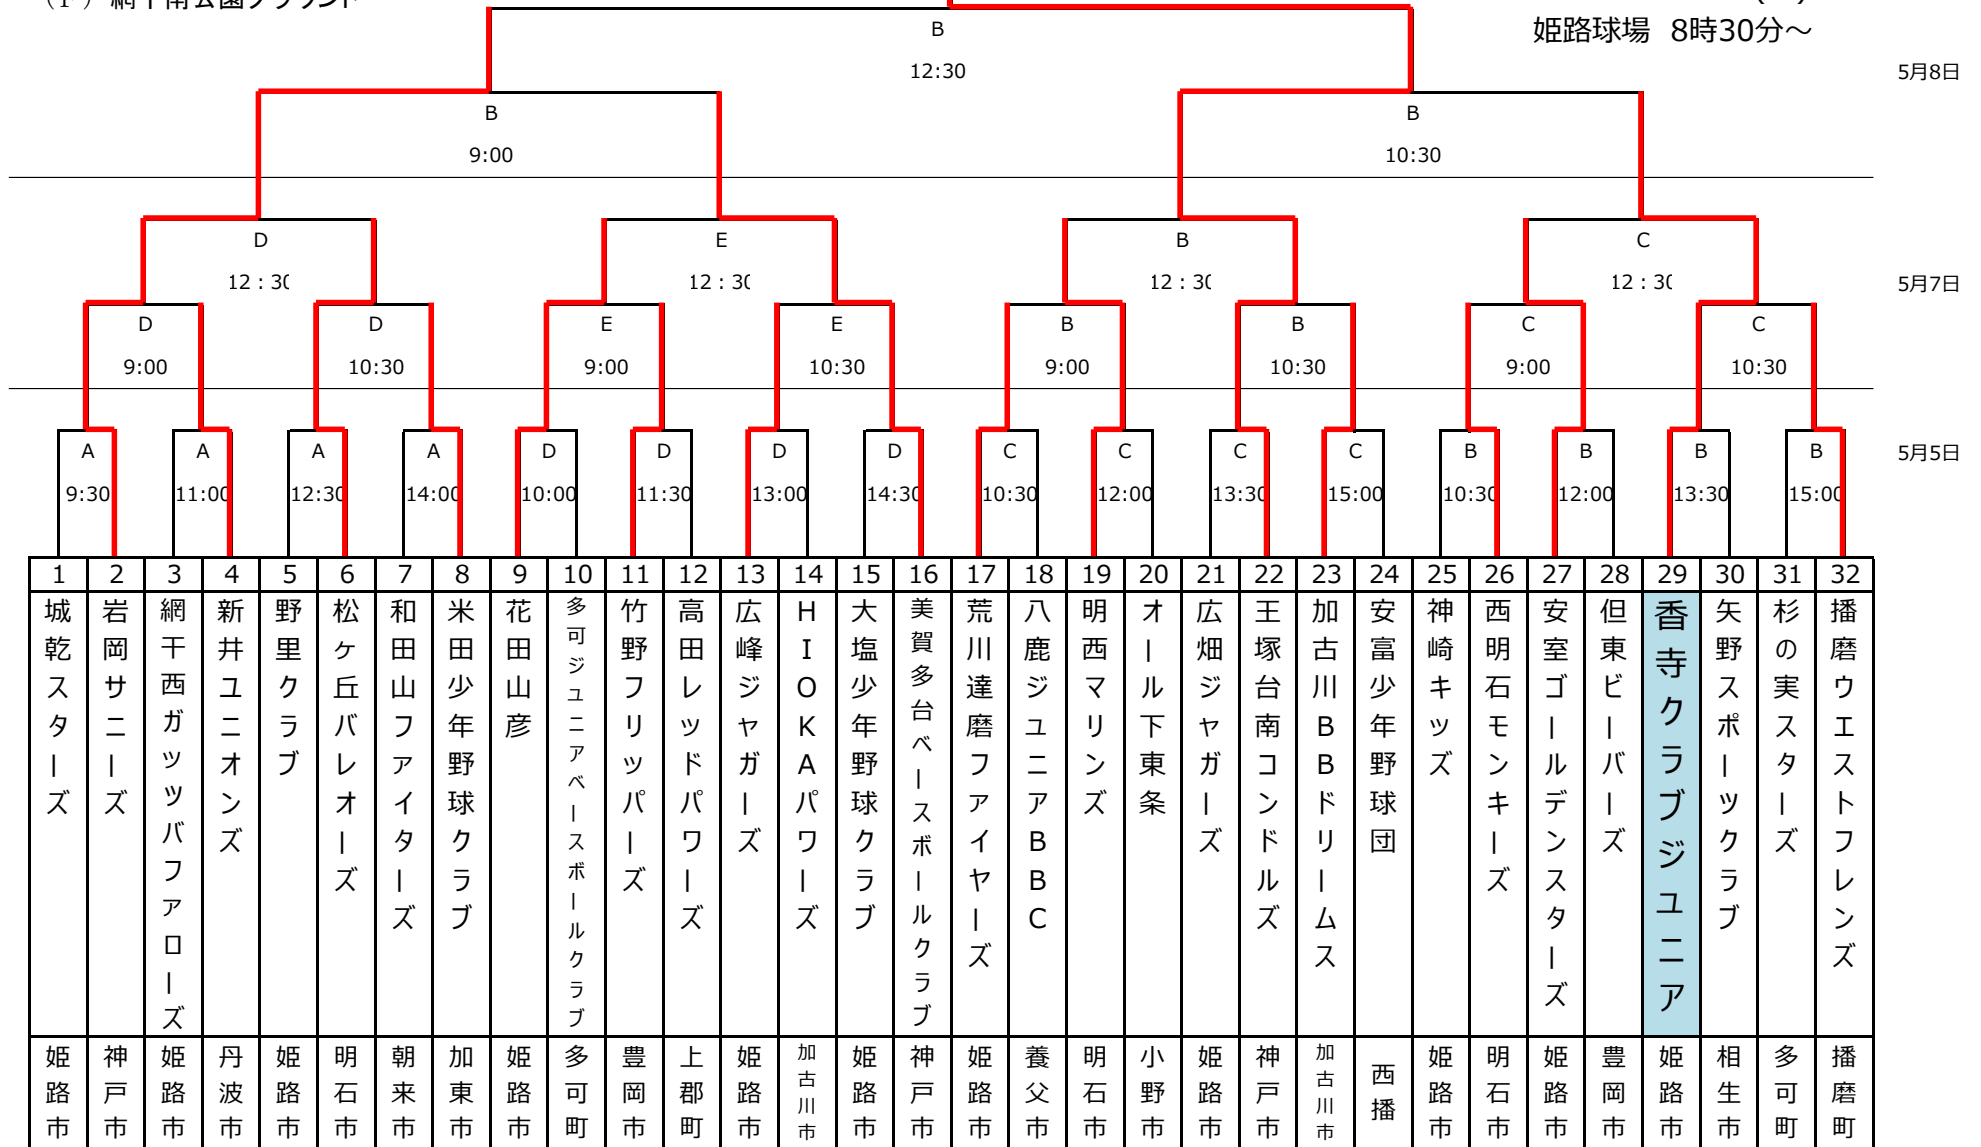 姫路球場 8時30分～
B
12:30
5月8日
B
B
9:00
10:30
D
E
B
C
12：30
12：30
12：30
12：30
5月7日
D
D
E
E
B
B
C
C
9:00
10:30
9:00
10:30
9:00
10:30
9:00
10:30
A
A
A
A
D
D
D
D
C
C
C
C
B
B
B
B
5月5日
9:30
11:00
12:30
14:00
10:00
11:30
13:00
14:30
10:30
12:00
13:30
15:00
10:30
12:00
13:30
15:00
1 2 3 4 5 6 7 8 9 10 11 12 13 14 15 16 17 18 19 20 21 22 23 24 25 26 27 28 29 30 31 32
城乾スターズ
岩岡サニーズ
網干西ガッツバファローズ
新井ユニオンズ
野里クラブ
松ヶ丘バレオーズ
和田山ファイターズ
米田少年野球クラブ
花田山彦
多可ジュニアベースボールクラブ
竹野フリッパーズ
高田レッドパワーズ
広峰ジャガーズ
HIOKAパワーズ
大塩少年野球クラブ
美賀多台ベースボールクラブ
荒川達磨ファイヤーズ
八鹿ジュニアBBC
明西マリンズ
オール下東条
広畑ジャガーズ
王塚台南コンドルズ
加古川BBドリームス
安富少年野球団
神崎キッズ
西明石モンキーズ
安室ゴールデンスターズ
但東ビーバーズ
香寺クラブジュニア
矢野スポーツクラブ
杉の実スターズ
播磨ウエストフレンズ
姫路市
神戸市
姫路市
丹波市
姫路市
明石市
朝来市
加東市
姫路市
多可町
豊岡市
上郡町
姫路市
加古川市
姫路市
神戸市
姫路市
養父市
明石市
小野市
姫路市
神戸市
加古川市
西播
姫路市
明石市
姫路市
豊岡市
姫路市
相生市
多可町
播磨町